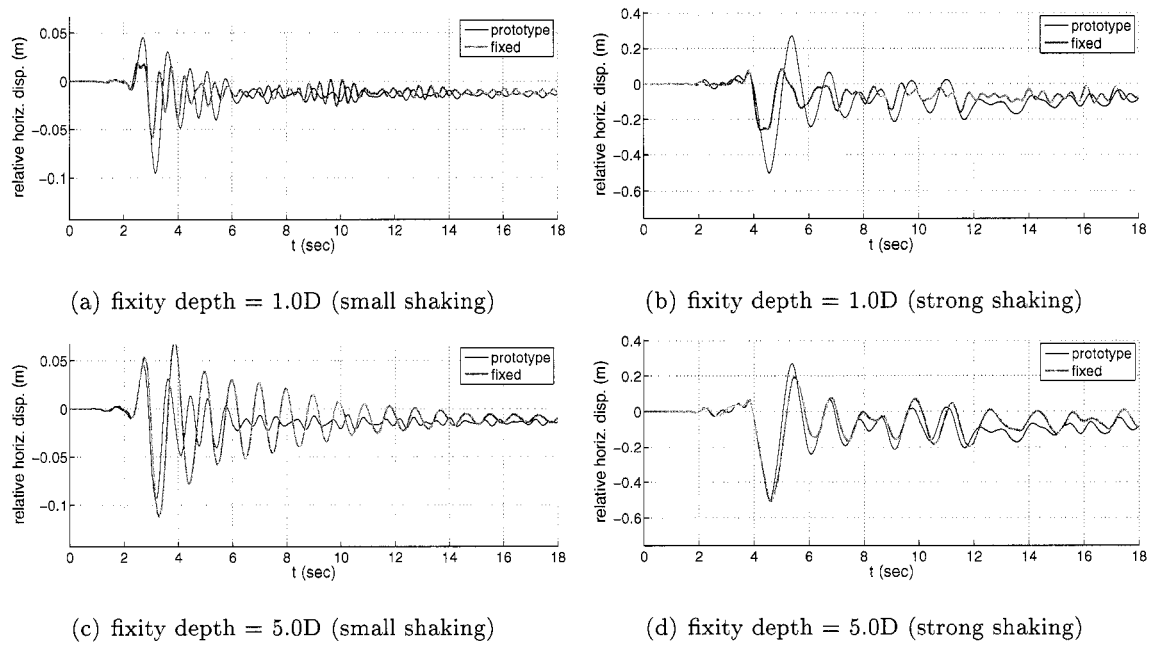 prototype
fixed
relative horiz. disp. (m)
0.05
0
−0.05
−0.1
0 2 4 6 8 10 12 14 16 18
t (sec)
(a) fixity depth = 1.0D (small shaking)
prototype
fixed
relative horiz. disp. (m)
0.4
0.2
0
−0.2
−0.4
−0.6
0 2 4 6 8 10 12 14 16 18
t (sec)
(b) fixity depth = 1.0D (strong shaking)
prototype
fixed
relative horiz. disp. (m)
0.05
0
−0.05
−0.1
0 2 4 6 8 10 12 14 16 18
t (sec)
(c) fixity depth = 5.0D (small shaking)
prototype
fixed
relative horiz. disp. (m)
0.4
0.2
0
−0.2
−0.4
−0.6
0 2 4 6 8 10 12 14 16 18
t (sec)
(d) fixity depth = 5.0D (strong shaking)